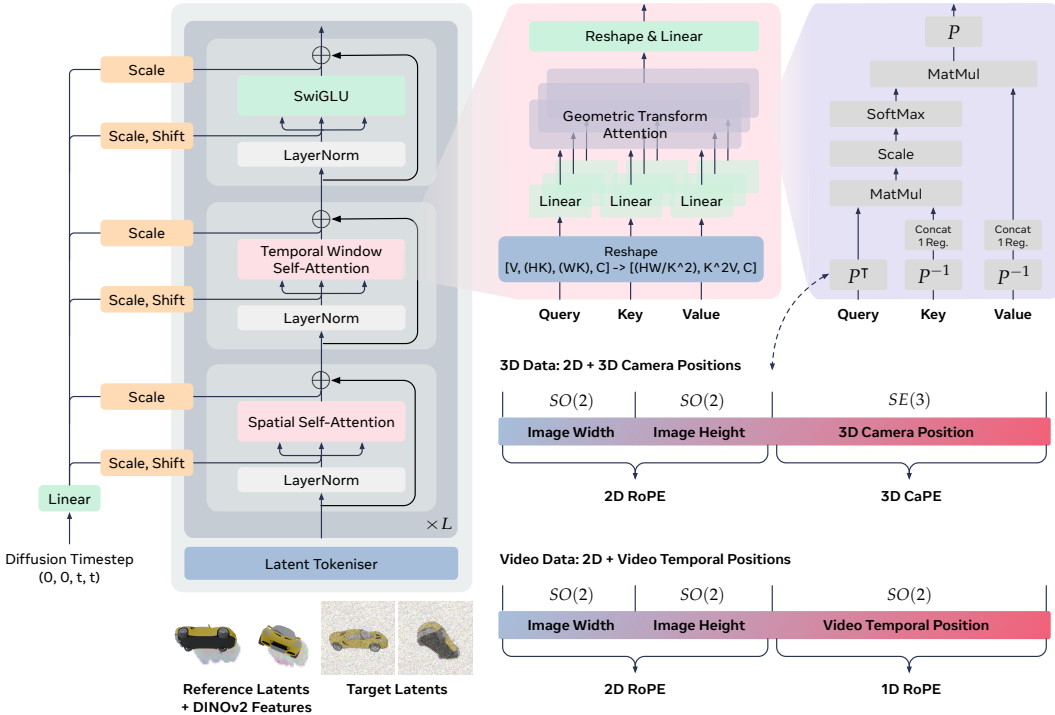 Scale
SwiGLU
Scale, Shift
LayerNorm
Scale
Temporal Window
Self-Attention
Scale, Shift
LayerNorm
Scale
Spatial Self-Attention
Scale, Shift
LayerNorm
Linear
×L
Diffusion Timestep
(0, 0, t, t)
Latent Tokeniser
Reference Latents
+ DINOv2 Features
Target Latents
Reshape & Linear
Geometric Transform
Attention
Linear
Linear
Linear
Reshape
[V, (HK), (WK), C] -> [(HW/K^2), K^2V, C]
Query
Key
Value
P
MatMul
SoftMax
Scale
MatMul
Concat
1 Reg.
Concat
1 Reg.
P⊺
P⁻¹
P⁻¹
Query
Key
Value
3D Data: 2D + 3D Camera Positions
SO(2)
SO(2)
SE(3)
Image Width
Image Height
3D Camera Position
2D RoPE
3D CaPE
Video Data: 2D + Video Temporal Positions
SO(2)
SO(2)
SO(2)
Image Width
Image Height
Video Temporal Position
2D RoPE
1D RoPE